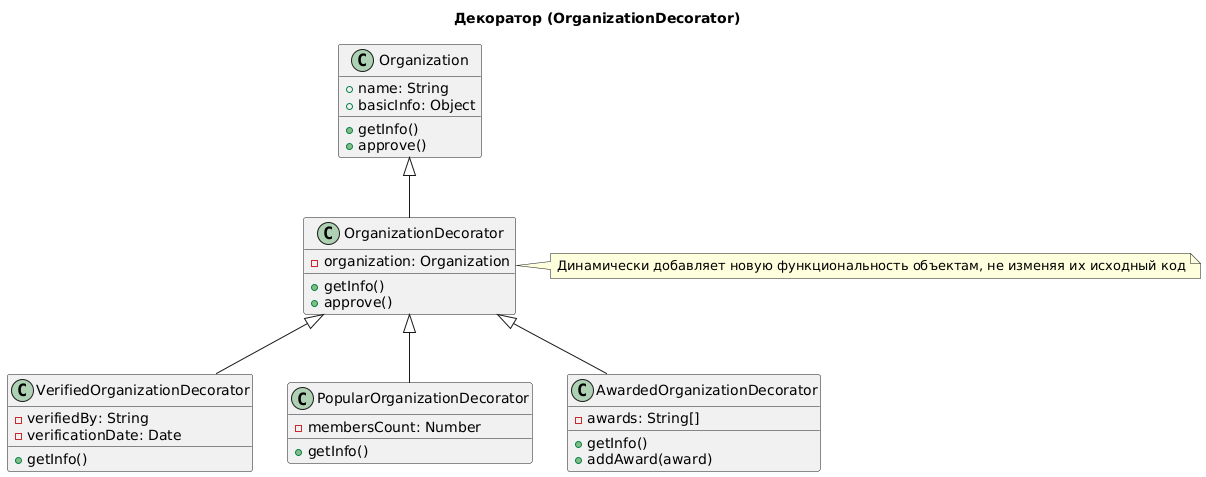 Декоратор (OrganizationDecorator)
C Organization
name: String
basicInfo: Object
getInfo()
approve()
C OrganizationDecorator
organization: Organization
getInfo()
approve()
Динамически добавляет новую функциональность объектам, не изменяя их исходный код
C VerifiedOrganizationDecorator
verifiedBy: String
verificationDate: Date
getInfo()
C PopularOrganizationDecorator
membersCount: Number
getInfo()
C AwardedOrganizationDecorator
awards: String[]
getInfo()
addAward(award)